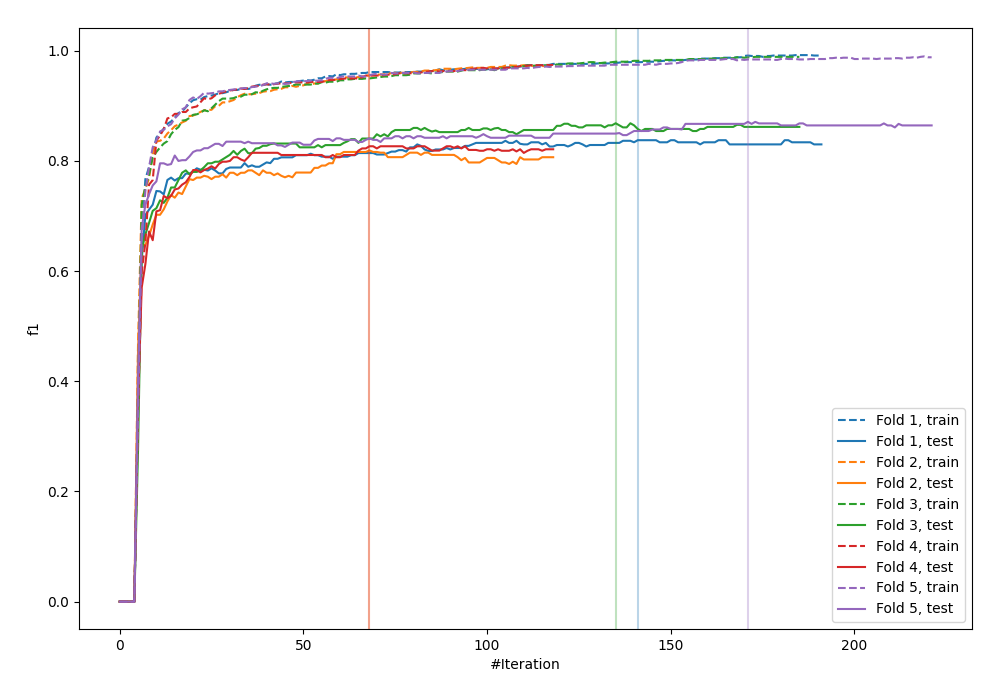 1.0
0.8
0.6
0.4
0.2
0.0
f1
0
50
100
150
200
#Iteration
Fold 1, train
Fold 1, test
Fold 2, train
Fold 2, test
Fold 3, train
Fold 3, test
Fold 4, train
Fold 4, test
Fold 5, train
Fold 5, test